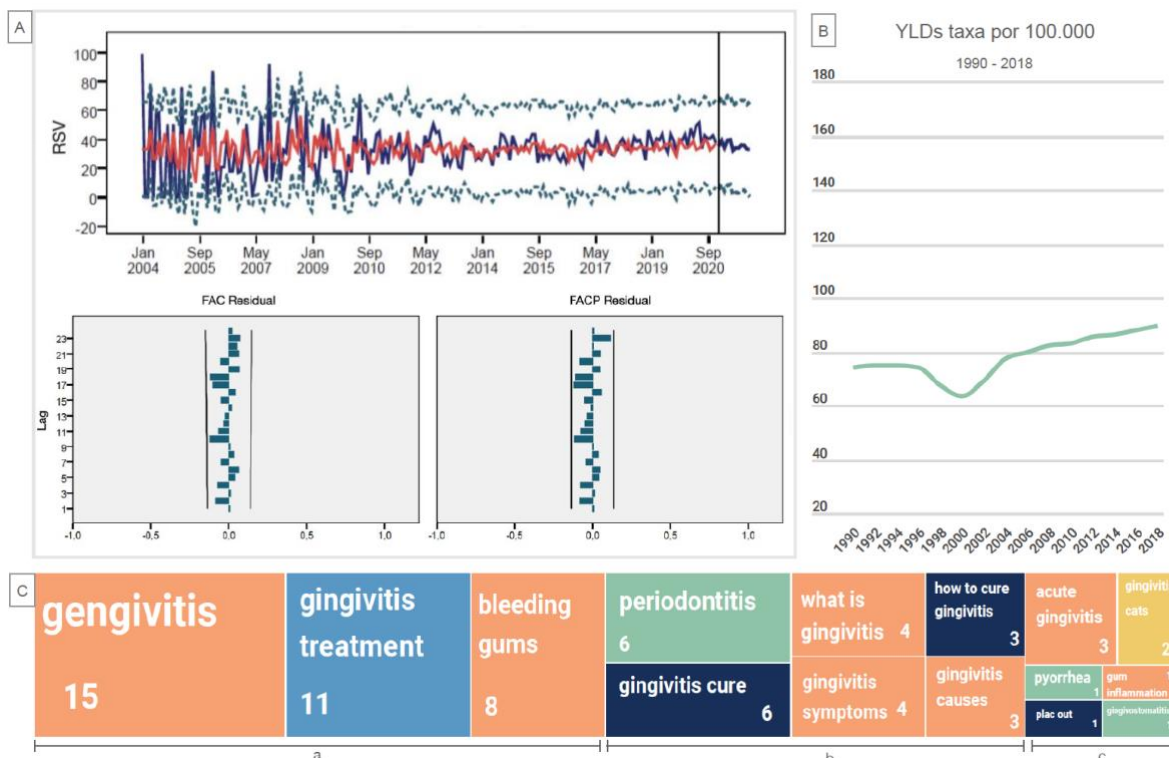 A
RSV
100
80
60
40
20
0
-20
Jan Sep May Jan Sep May Jan Sep May Jan Sep
2004 2005 2007 2009 2010 2012 2014 2015 2017 2019 2020
FAC Residual
Lag
23
21
19
17
15
13
11
9
7
5
3
1
-1.0 -0,5 0,0 0,5 1.0
FACP Residual
-1.0 -0,5 0,0 0,5 1.0
B
YLDs taxa por 100.000
1990 - 2018
180
160
140
120
100
80
60
40
20
1990 1992 1994 1996 1998 2000 2002 2004 2006 2008 2010 2012 2014 2016 2018
C
gengivitis
15
gingivitis
treatment
11
bleeding
gums
8
periodontitis
6
gingivitis cure
6
what is
gingivitis 4
gingivitis
symptoms 4
how to cure
gingivitis
3
gingivitis
causes
3
acute
gingivitis
3
gingiviti
cats
2
pyorrhea
1
gum
inflammation
plac out
1
gingivostomatitis
a
b
c